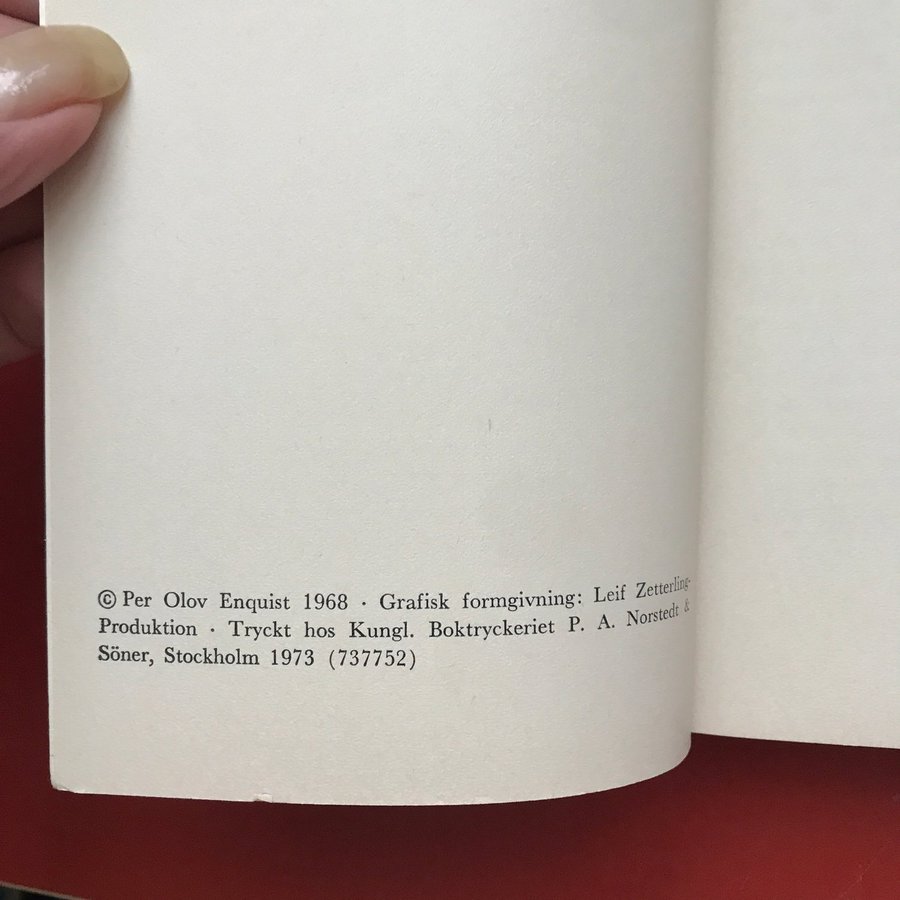 © Per Olov Enquist 1968 · Grafisk formgivning: Leif Zetterling-
Produktion · Tryckt hos Kungl. Boktryckeriet P. A. Norstedt &
Söner, Stockholm 1973 (737752)